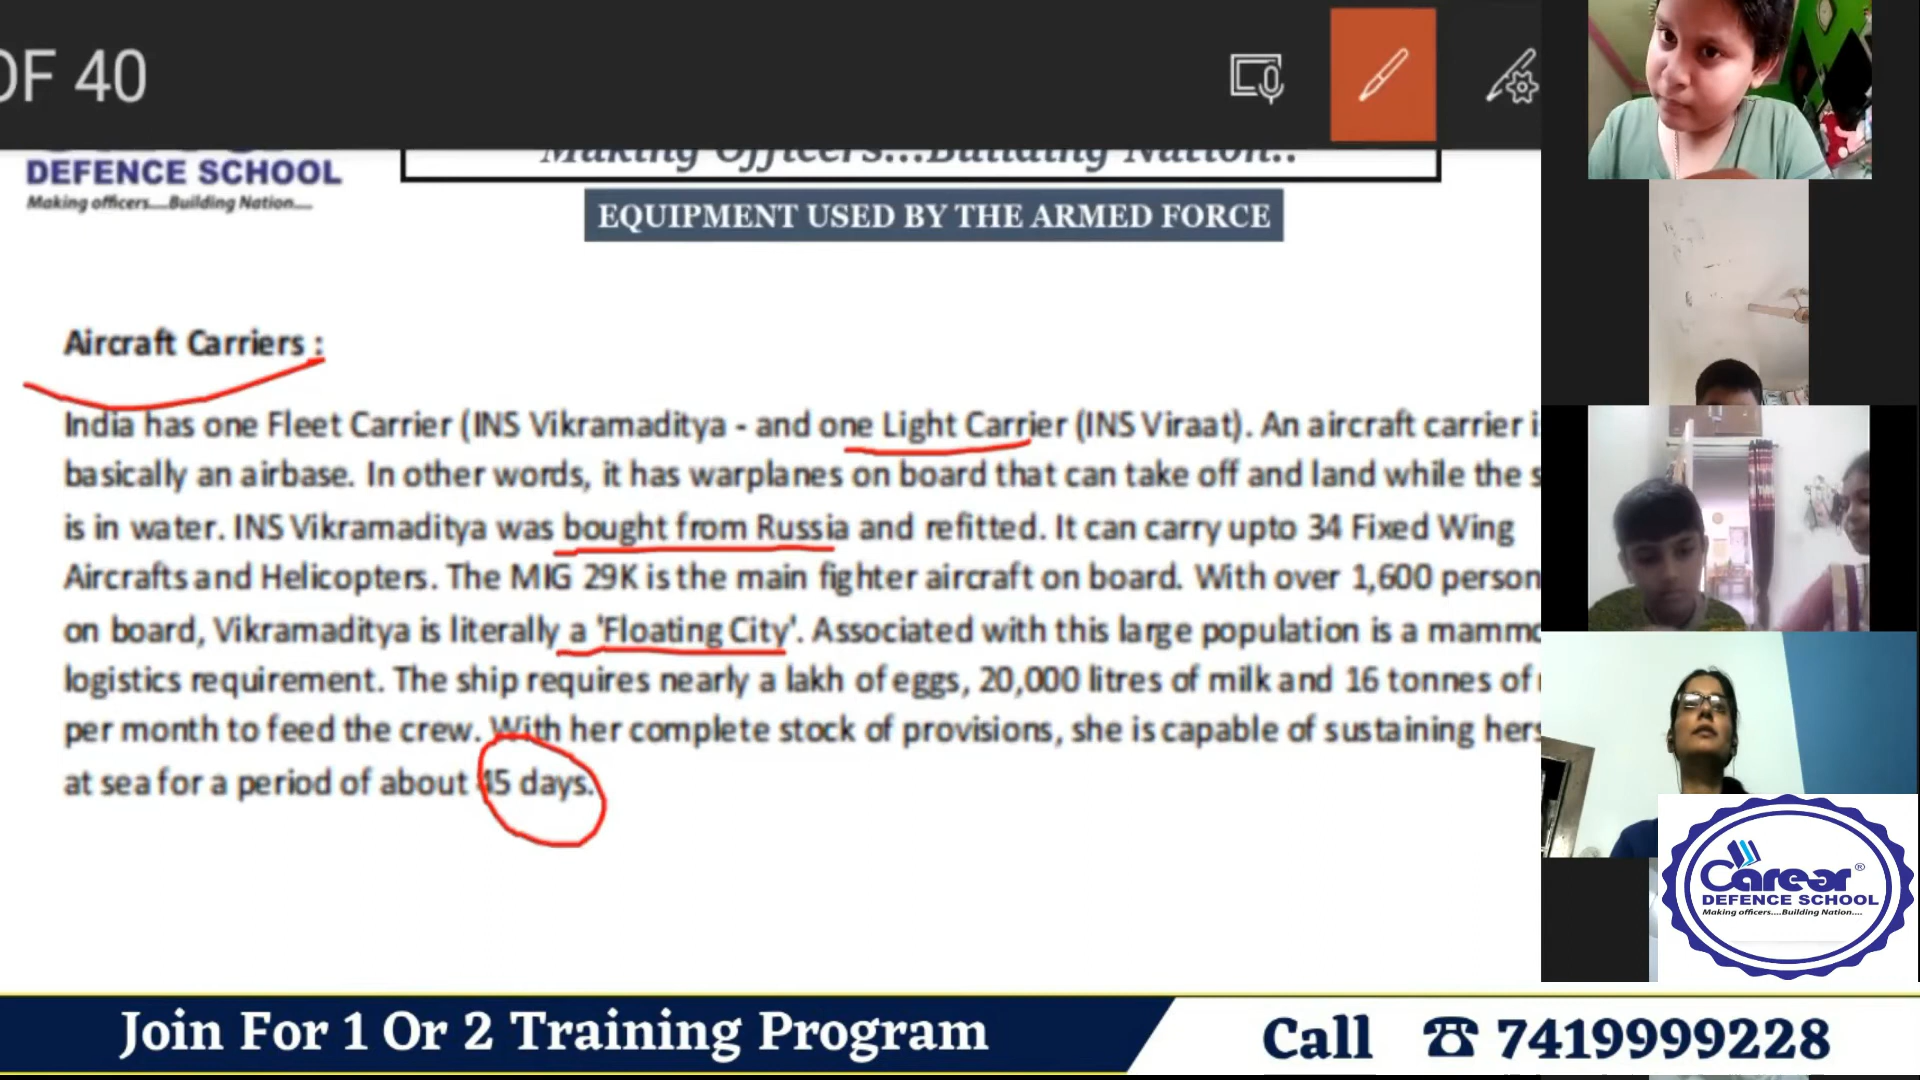 OF 40
DEFENCE SCHOOL
Making officers....Building Nation....
Making Officers...Building Nation..
EQUIPMENT USED BY THE ARMED FORCE
Aircraft Carriers :
India has one Fleet Carrier (INS Vikramaditya - and one Light Carrier (INS Viraat). An aircraft carrier i
basically an airbase. In other words, it has warplanes on board that can take off and land while the s
is in water. INS Vikramaditya was bought from Russia and refitted. It can carry upto 34 Fixed Wing
Aircrafts and Helicopters. The MIG 29K is the main fighter aircraft on board. With over 1,600 person
on board, Vikramaditya is literally a 'Floating City'. Associated with this large population is a mammo
logistics requirement. The ship requires nearly a lakh of eggs, 20,000 litres of milk and 16 tonnes of
per month to feed the crew. With her complete stock of provisions, she is capable of sustaining hers
at sea for a period of about 45 days.
Carear®
DEFENCE SCHOOL
Making officers....Building Nation....
Join For 1 Or 2 Training Program
Call ☎ 7419999228